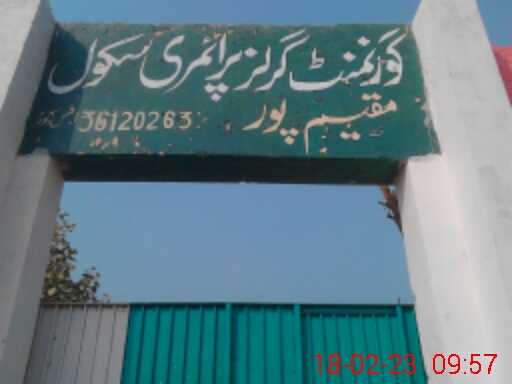 گورنمنٹ گرلز پرائمری سکول
مقیم پور 36120263
18-02-23 09:57